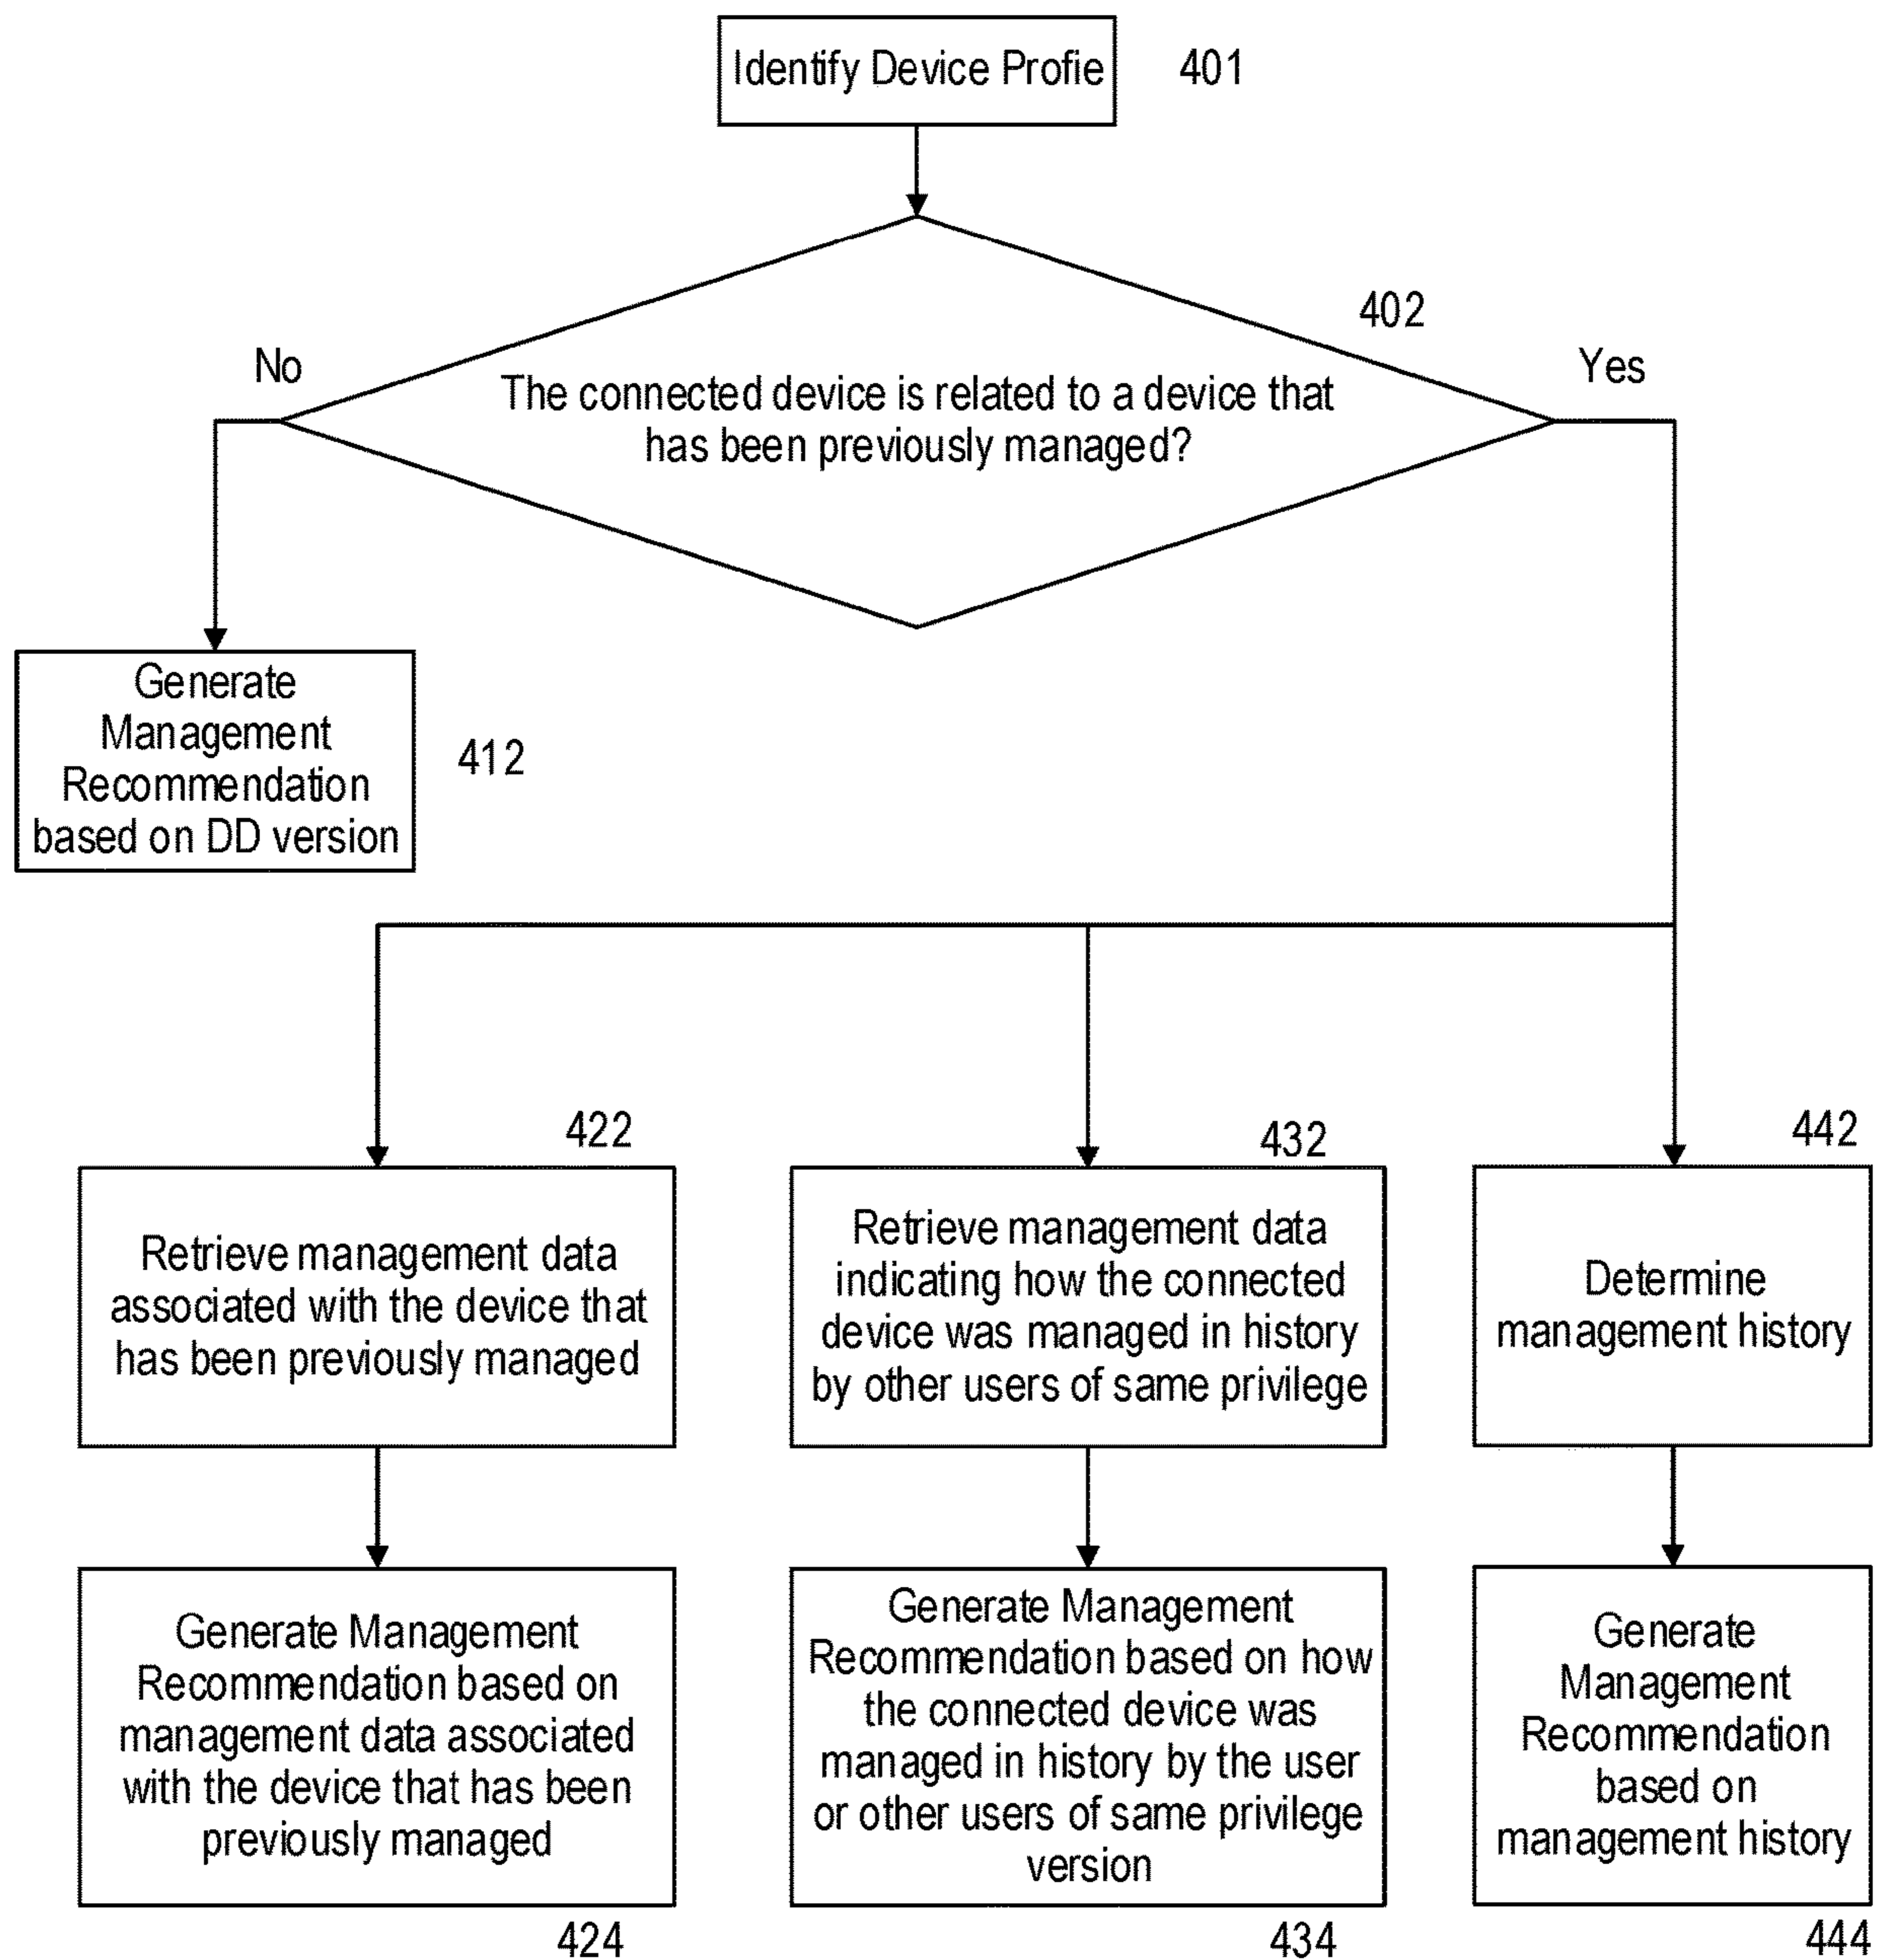 Identify Device Profie
401
402
No
Yes
The connected device is related to a device that
has been previously managed?
Generate
Management
Recommendation
based on DD version
412
422
432
442
Retrieve management data
associated with the device that
has been previously managed
Retrieve management data
indicating how the connected
device was managed in history
by other users of same privilege
Determine
management history
Generate Management
Recommendation based on
management data associated
with the device that has been
previously managed
Generate Management
Recommendation based on how
the connected device was
managed in history by the user
or other users of same privilege
version
Generate
Management
Recommendation
based on
management history
424
434
444